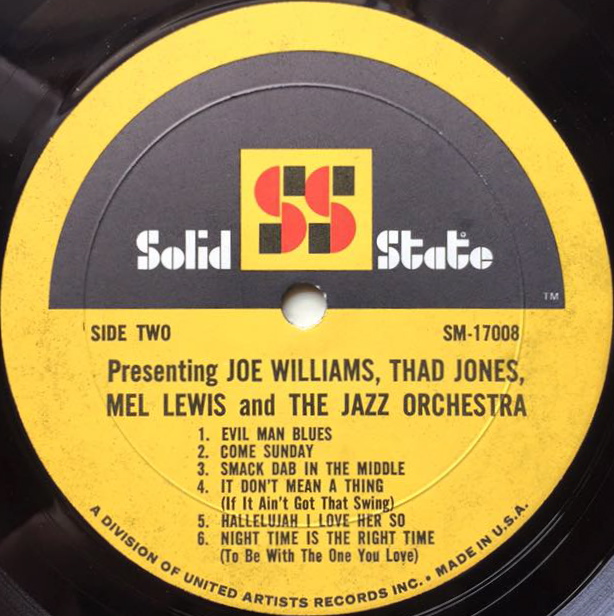 SS
Solid State
TM
SIDE TWO SM-17008
Presenting JOE WILLIAMS, THAD JONES,
MEL LEWIS and THE JAZZ ORCHESTRA
1. EVIL MAN BLUES
2. COME SUNDAY
3. SMACK DAB IN THE MIDDLE
4. IT DON'T MEAN A THING
(If It Ain't Got That Swing)
5. HALLELUJAH I LOVE HER SO
6. NIGHT TIME IS THE RIGHT TIME
(To Be With The One You Love)
A DIVISION OF UNITED ARTISTS RECORDS INC. • MADE IN U.S.A.